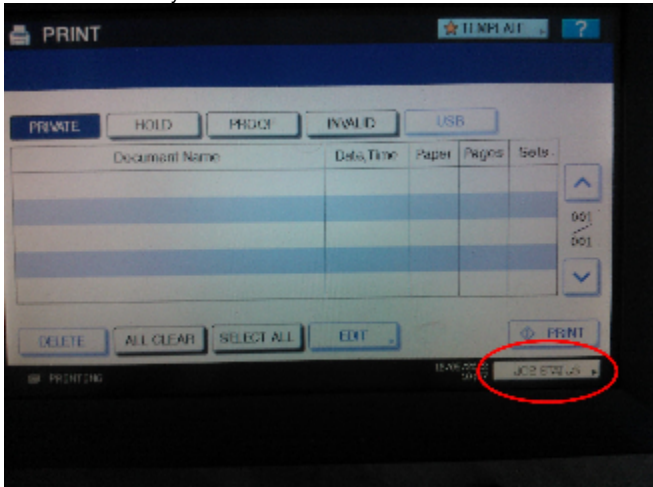 PRINT TEMPLATE ?
PRIVATE HOLD PROOF INVALID USB
Document Name Date,Time Paper Pages Sets
001
001
DELETE ALL CLEAR SELECT ALL EDIT PRINT
PRINTING JOB STATUS